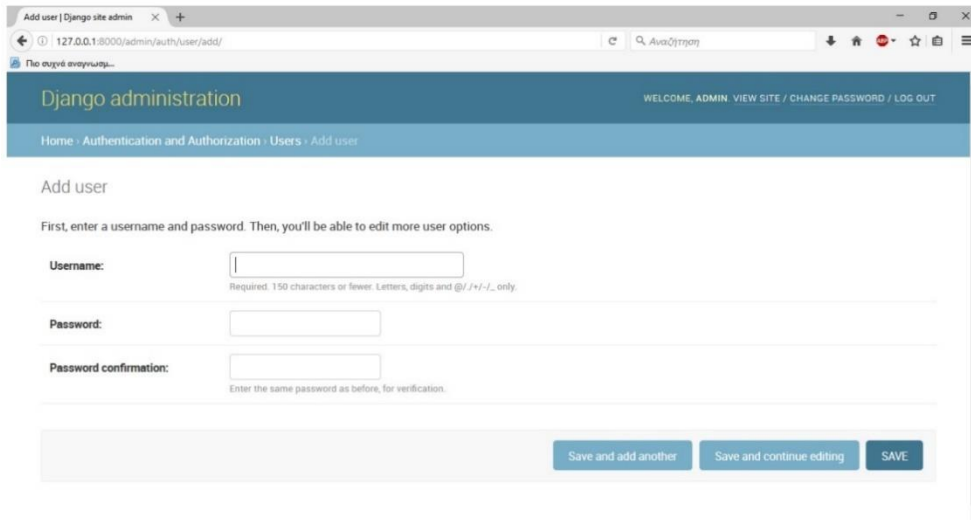 Add user | Django site admin
127.0.0.1:8000/admin/auth/user/add/
Αναζήτηση
ABP
Πιο συχνά αναγνωσμ...
Django administration
WELCOME, ADMIN. VIEW SITE / CHANGE PASSWORD / LOG OUT
Home › Authentication and Authorization › Users › Add user
Add user
First, enter a username and password. Then, you'll be able to edit more user options.
Username:
Required. 150 characters or fewer. Letters, digits and @/./+/-/_ only.
Password:
Password confirmation:
Enter the same password as before, for verification.
Save and add another
Save and continue editing
SAVE